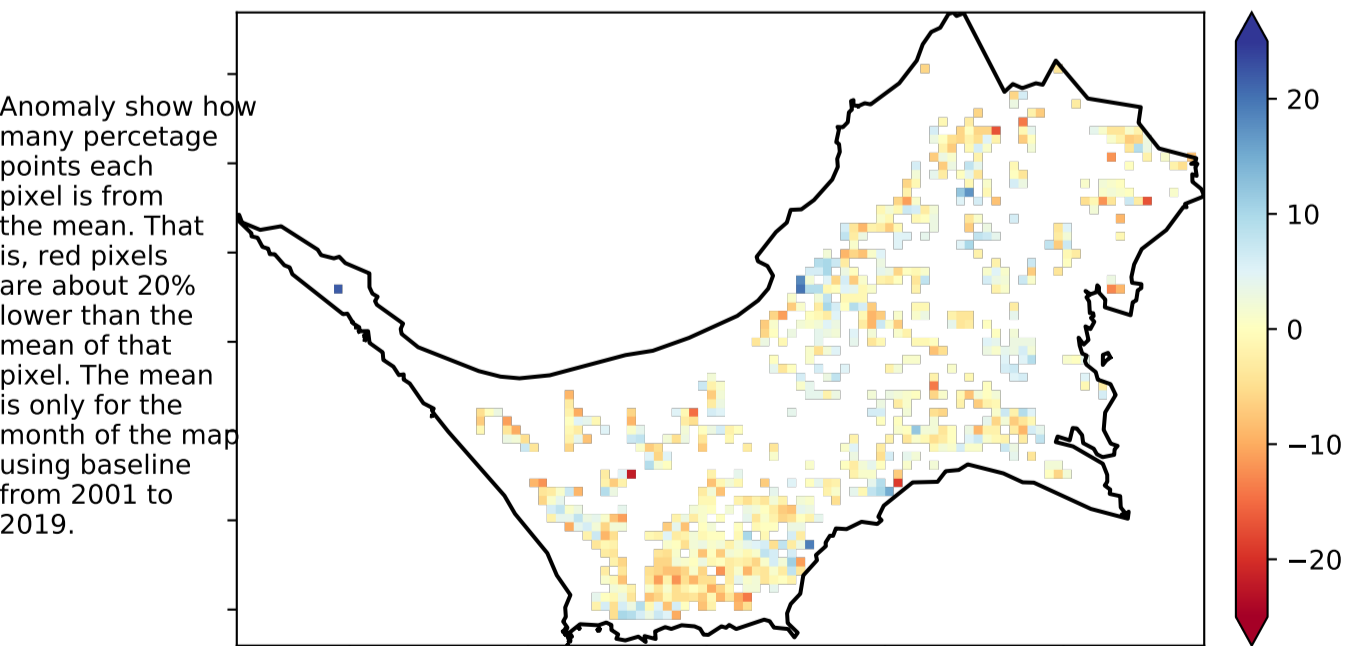 Anomaly show how
many percetage
points each
pixel is from
the mean. That
is, red pixels
are about 20%
lower than the
mean of that
pixel. The mean
is only for the
month of the map
using baseline
from 2001 to
2019.
20
10
0
−10
−20